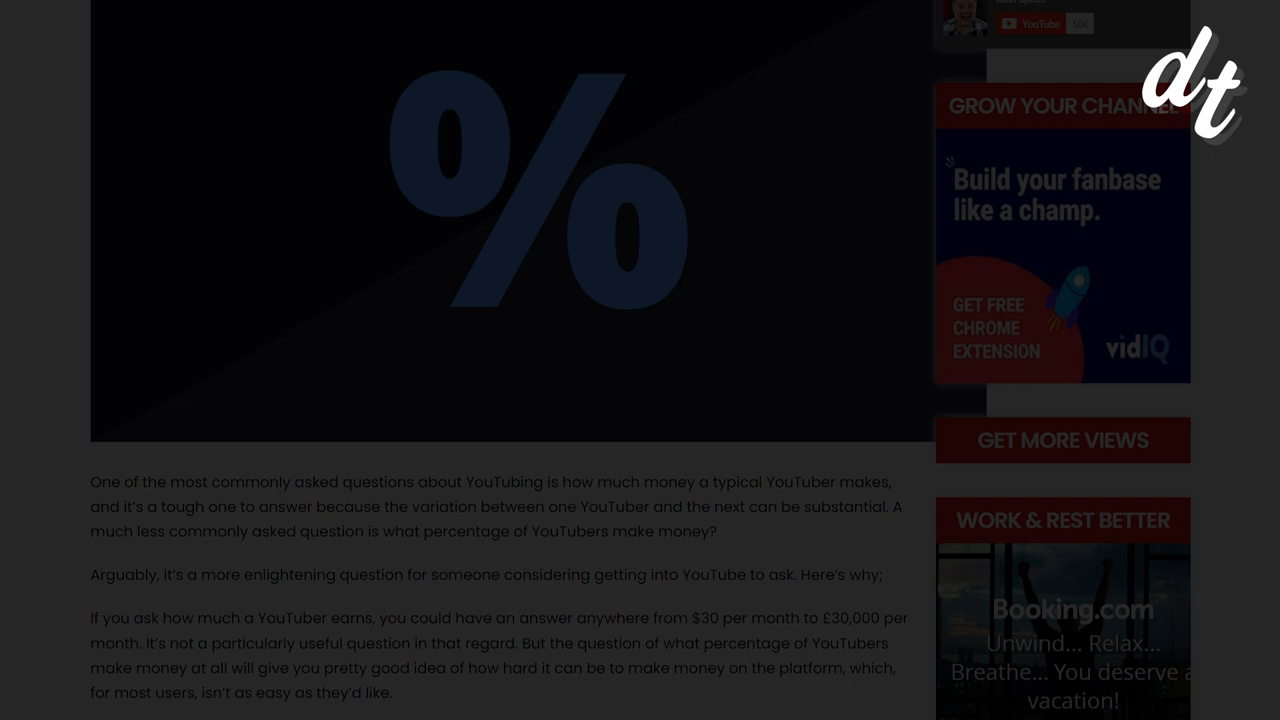 %
One of the most commonly asked questions about YouTubing is how much money a typical YouTuber makes,
and it's a tough one to answer because the variation between one YouTuber and the next can be substantial. A
much less commonly asked question is what percentage of YouTubers make money?
Arguably, it's a more enlightening question for someone considering getting into YouTube to ask. Here's why;
If you ask how much a YouTuber earns, you could have an answer anywhere from $30 per month to £30,000 per
month. It's not a particularly useful question in that regard. But the question of what percentage of YouTubers
make money at all will give you pretty good idea of how hard it can be to make money on the platform, which,
for most users, isn't as easy as they'd like.
YouTube 50K
dt
GROW YOUR CHANNEL
Build your fanbase
like a champ.
GET FREE
CHROME
EXTENSION
vidIQ
GET MORE VIEWS
WORK & REST BETTER
Booking.com
Unwind... Relax...
Breathe... You deserve a
vacation!